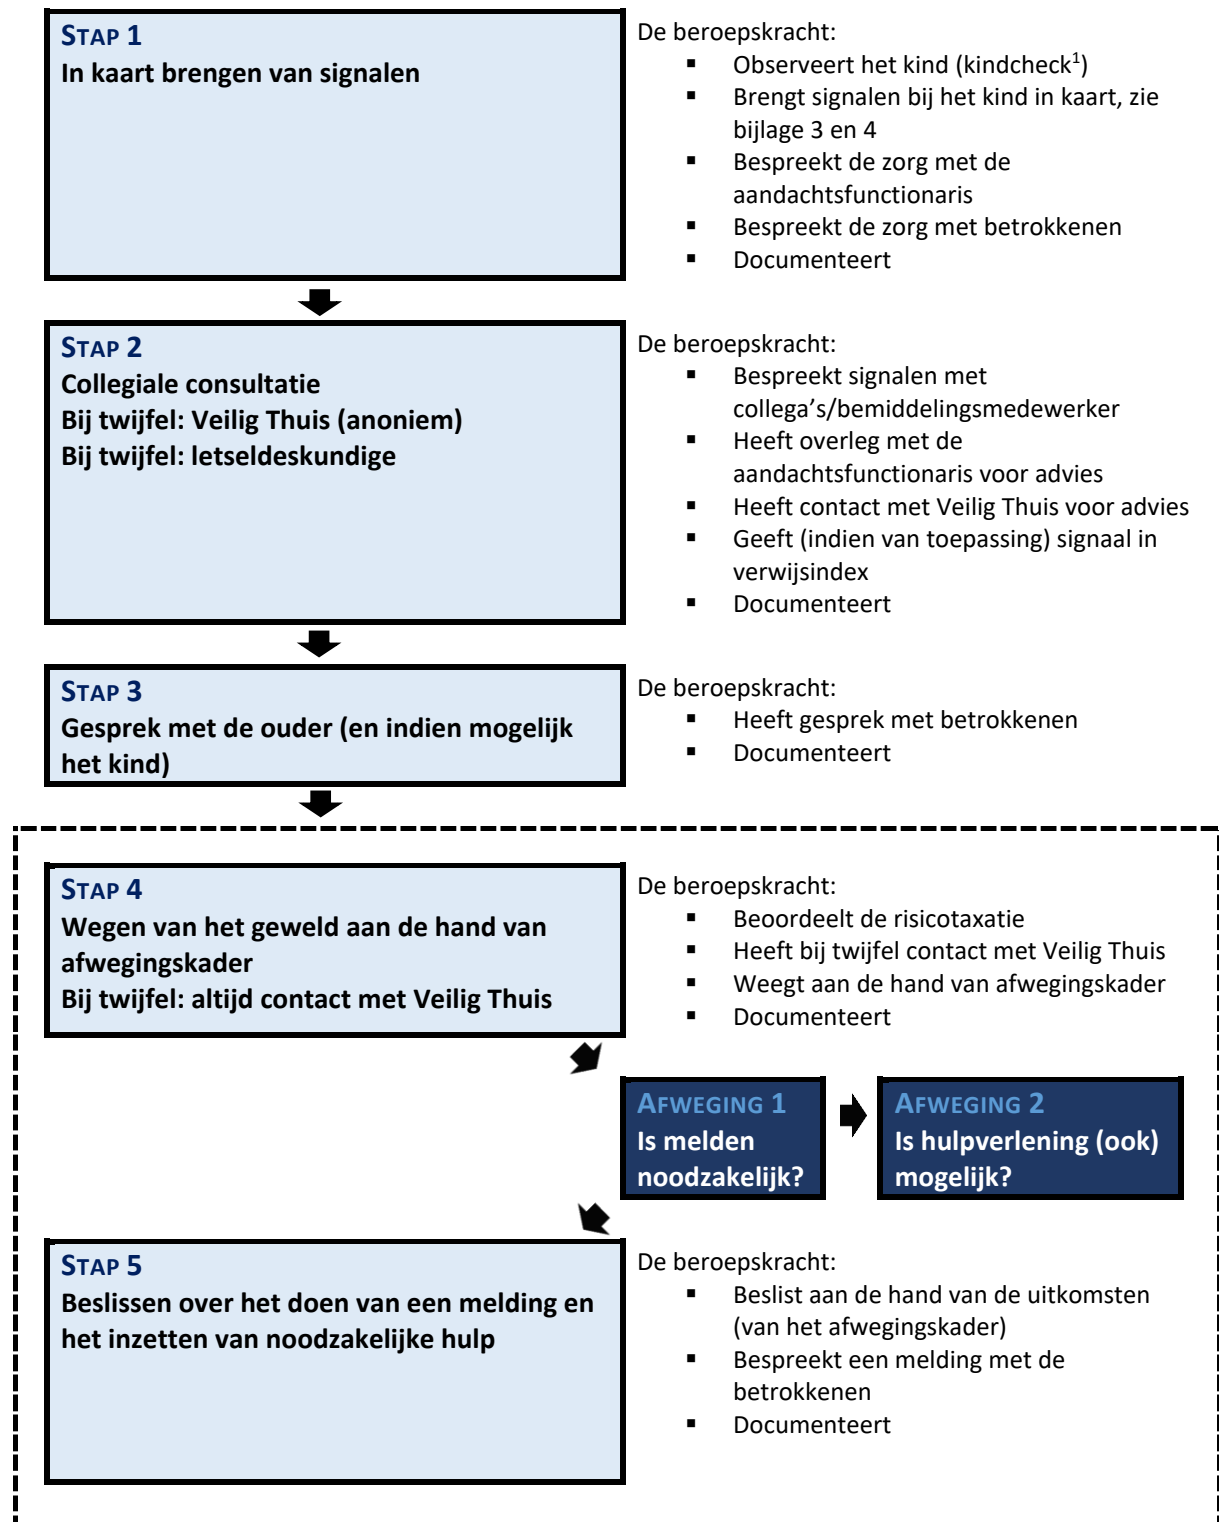 STAP 1
In kaart brengen van signalen
De beroepskracht:
▪ Observeert het kind (kindcheck¹)
▪ Brengt signalen bij het kind in kaart, zie
bijlage 3 en 4
▪ Bespreekt de zorg met de
aandachtsfunctionaris
▪ Bespreekt de zorg met betrokkenen
▪ Documenteert
STAP 2
Collegiale consultatie
Bij twijfel: Veilig Thuis (anoniem)
Bij twijfel: letseldeskundige
De beroepskracht:
▪ Bespreekt signalen met
collega’s/bemiddelingsmedewerker
▪ Heeft overleg met de
aandachtsfunctionaris voor advies
▪ Heeft contact met Veilig Thuis voor advies
▪ Geeft (indien van toepassing) signaal in
verwijsindex
▪ Documenteert
STAP 3
Gesprek met de ouder (en indien mogelijk
het kind)
De beroepskracht:
▪ Heeft gesprek met betrokkenen
▪ Documenteert
STAP 4
Wegen van het geweld aan de hand van
afwegingskader
Bij twijfel: altijd contact met Veilig Thuis
De beroepskracht:
▪ Beoordeelt de risicotaxatie
▪ Heeft bij twijfel contact met Veilig Thuis
▪ Weegt aan de hand van afwegingskader
▪ Documenteert
AFWEGING 1
Is melden
noodzakelijk?
AFWEGING 2
Is hulpverlening (ook)
mogelijk?
STAP 5
Beslissen over het doen van een melding en
het inzetten van noodzakelijke hulp
De beroepskracht:
▪ Beslist aan de hand van de uitkomsten
(van het afwegingskader)
▪ Bespreekt een melding met de
betrokkenen
▪ Documenteert